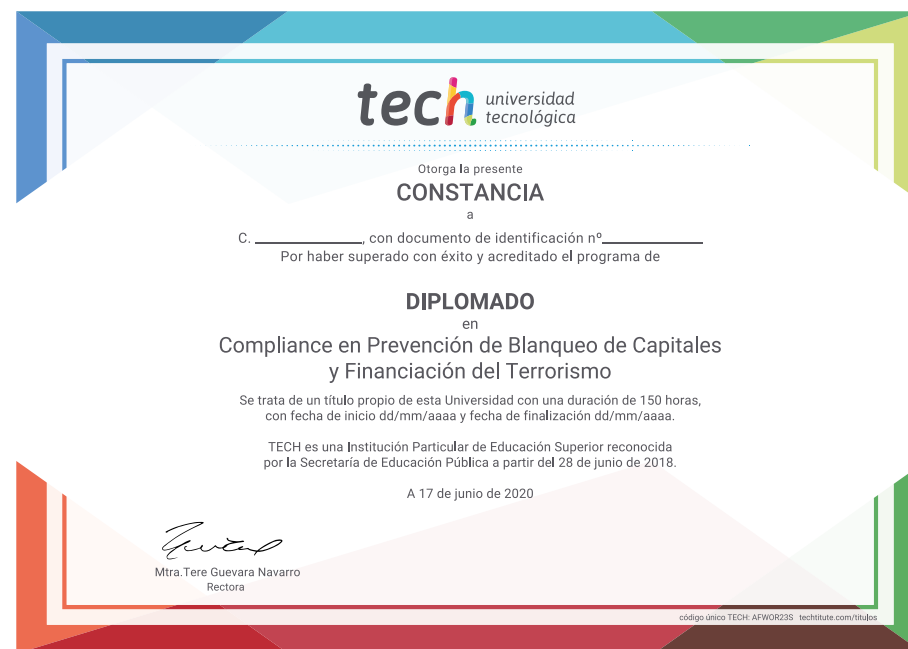 tech universidad
tecnológica
Otorga la presente
CONSTANCIA
a
C. ____________, con documento de identificación nº____________
Por haber superado con éxito y acreditado el programa de
DIPLOMADO
en
Compliance en Prevención de Blanqueo de Capitales
y Financiación del Terrorismo
Se trata de un título propio de esta Universidad con una duración de 150 horas,
con fecha de inicio dd/mm/aaaa y fecha de finalización dd/mm/aaaa.
TECH es una Institución Particular de Educación Superior reconocida
por la Secretaría de Educación Pública a partir del 28 de junio de 2018.
A 17 de junio de 2020
Mtra.Tere Guevara Navarro
Rectora
código único TECH: AFWOR23S techtitute.com/titulos